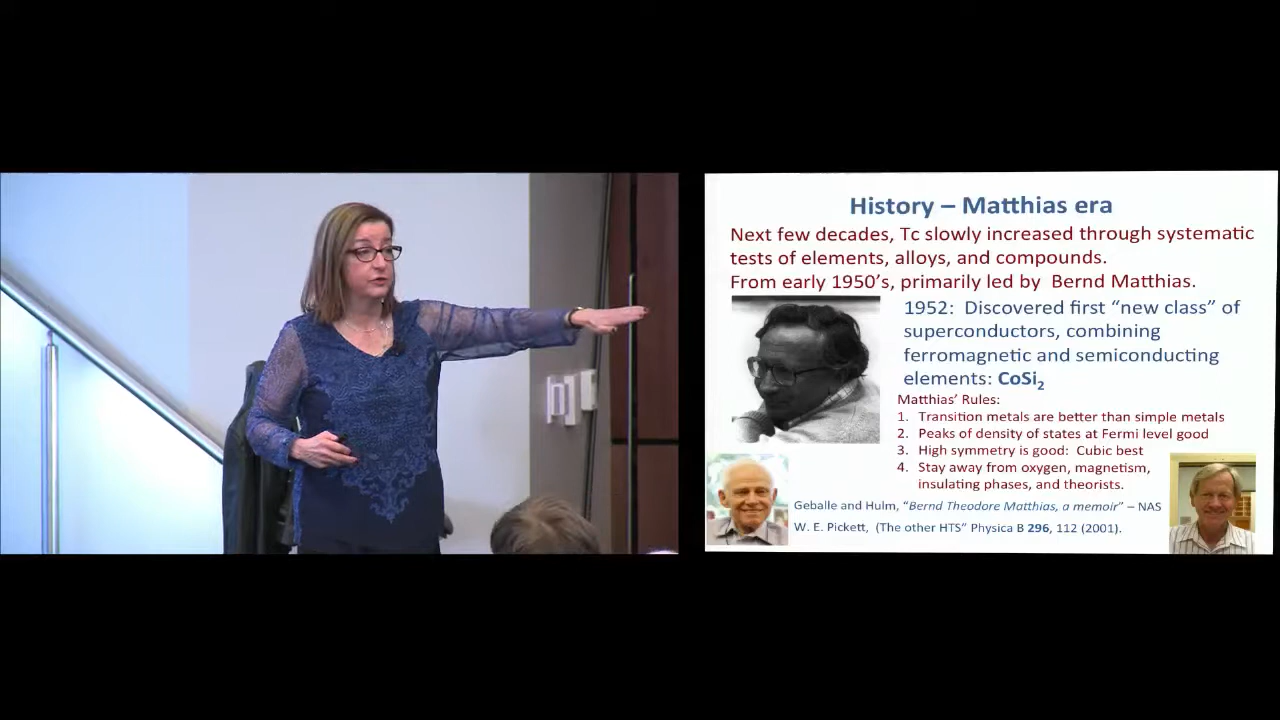 History – Matthias era
Next few decades, Tc slowly increased through systematic
tests of elements, alloys, and compounds.
From early 1950's, primarily led by Bernd Matthias.
1952: Discovered first "new class" of
superconductors, combining
ferromagnetic and semiconducting
elements: CoSi₂
Matthias' Rules:
1. Transition metals are better than simple metals
2. Peaks of density of states at Fermi level good
3. High symmetry is good: Cubic best
4. Stay away from oxygen, magnetism,
insulating phases, and theorists.
Geballe and Hulm, "Bernd Theodore Matthias, a memoir" – NAS
W. E. Pickett, (The other HTS" Physica B 296, 112 (2001).